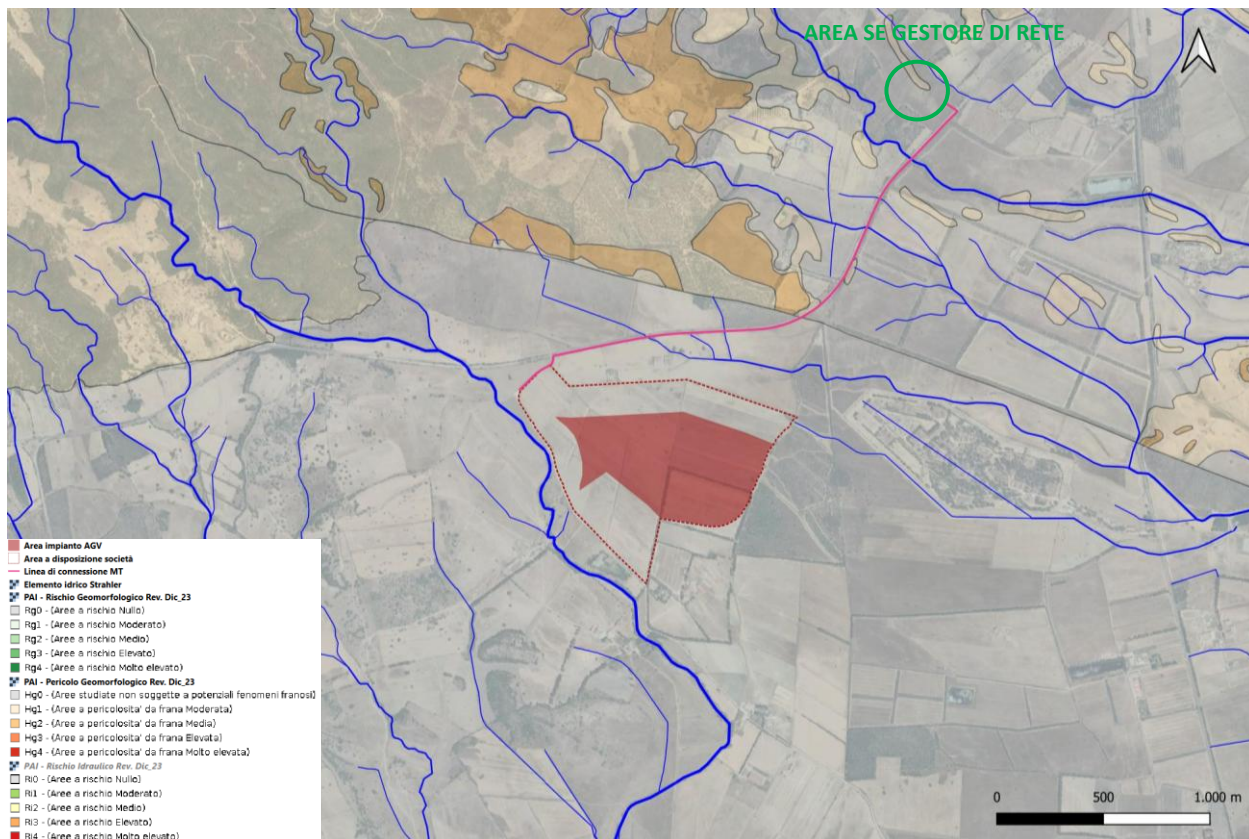 AREA SE GESTORE DI RETE
Area impianto AGV
Area a disposizione società
Linea di connessione MT
Elemento idrico Strahler
PAI - Rischio Geomorfologico Rev. Dic_23
Rg0 - (Aree a rischio Nullo)
Rg1 - (Aree a rischio Moderato)
Rg2 - (Aree a rischio Medio)
Rg3 - (Aree a rischio Elevato)
Rg4 - (Aree a rischio Molto elevato)
PAI - Pericolo Geomorfologico Rev. Dic_23
Hg0 - (Aree studiate non soggette a potenziali fenomeni franosi)
Hg1 - (Aree a pericolosita' da frana Moderata)
Hg2 - (Aree a pericolosita' da frana Media)
Hg3 - (Aree a pericolosita' da frana Elevata)
Hg4 - (Aree a pericolosita' da frana Molto elevata)
PAI - Rischio Idraulico Rev. Dic_23
Ri0 - (Aree a rischio Nullo)
Ri1 - (Aree a rischio Moderato)
Ri2 - (Aree a rischio Medio)
Ri3 - (Aree a rischio Elevato)
Ri4 - (Aree a rischio Molto elevato)
0 500 1.000 m